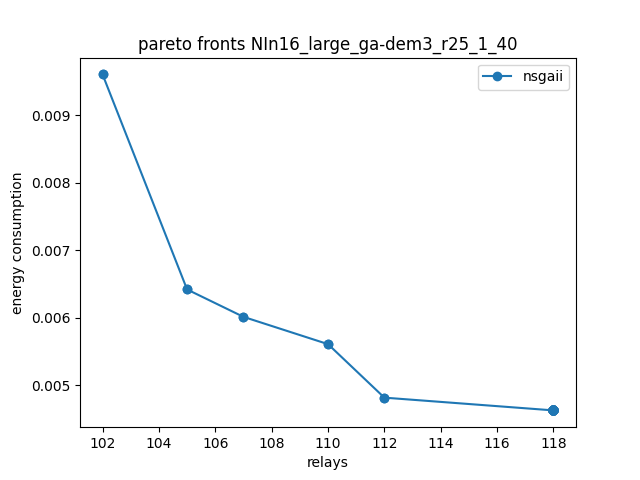 pareto fronts NIn16_large_ga-dem3_r25_1_40
nsgaii
0.009
0.008
0.007
0.006
0.005
energy consumption
102 104 106 108 110 112 114 116 118
relays